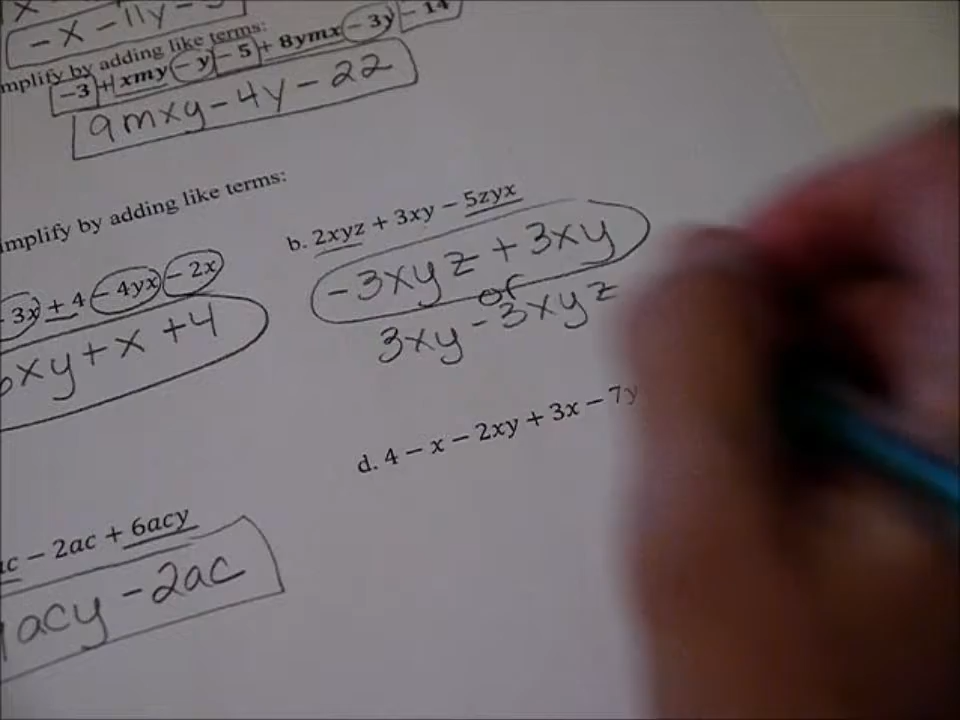 -x - 11y -
mplify by adding like terms:
-3 + xmy - y - 5 + 8ymx - 3y - 14
9mxy - 4y - 22
implify by adding like terms:
3x + 4 - 4yx - 2x
xy + x + 4
b. 2xyz + 3xy - 5zyx
-3xyz + 3xy
or
3xy - 3xyz
c - 2ac + 6acy
acy - 2ac
d. 4 - x - 2xy + 3x - 7y